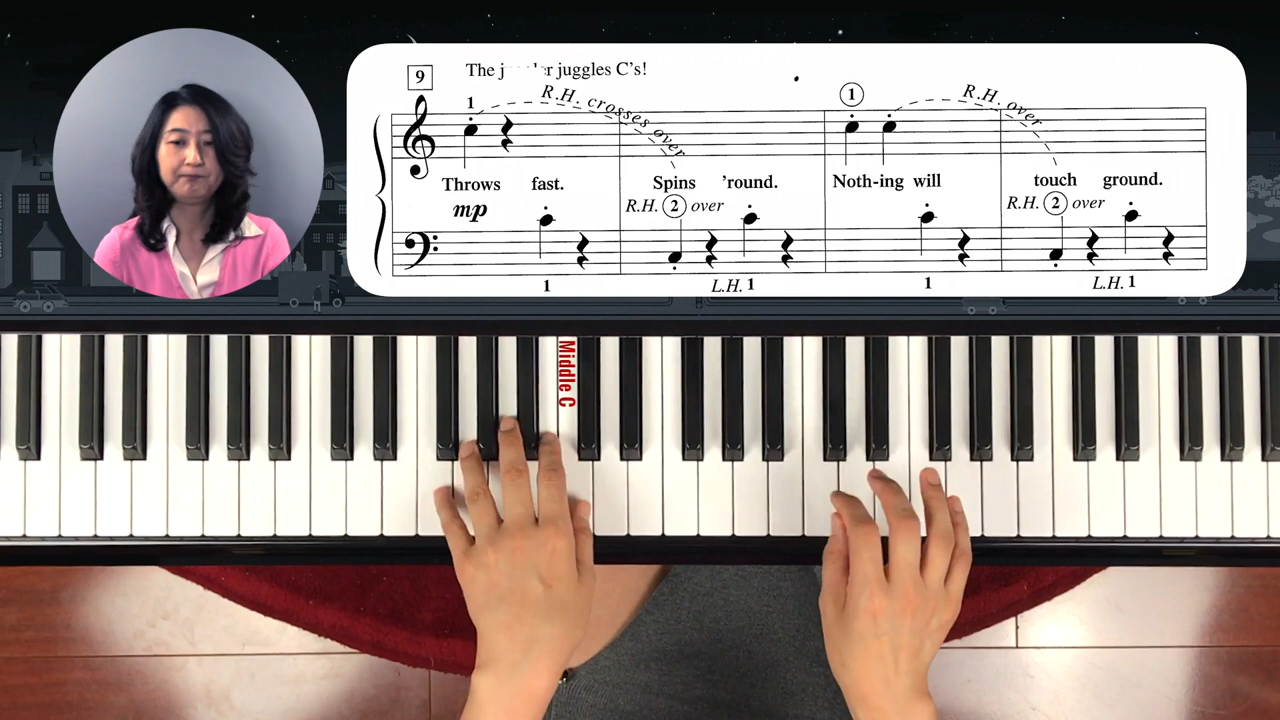 9 The juggler juggles C's!
1 R.H. crosses over 1 R.H. over
Throws fast. Spins 'round. Noth-ing will touch ground.
mp R.H. 2 over R.H. 2 over
1 L.H. 1 1 L.H. 1
Middle C